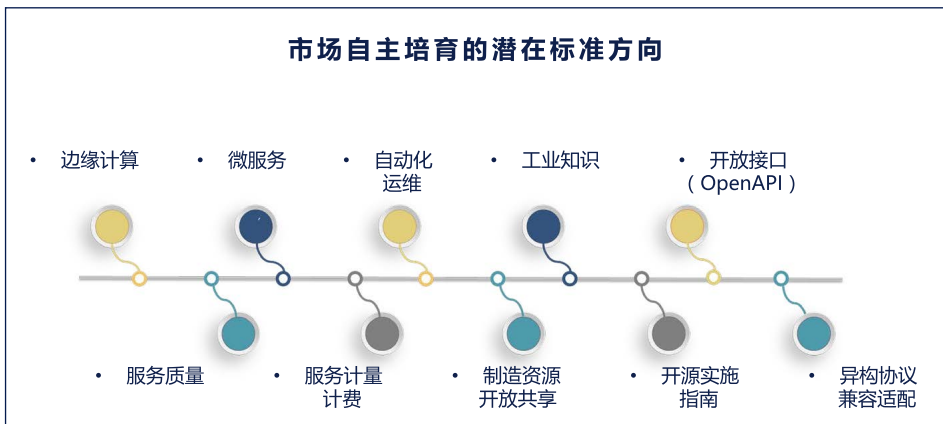 市场自主培育的潜在标准方向
• 边缘计算
• 微服务
• 自动化
运维
• 工业知识
• 开放接口
（OpenAPI）
• 服务质量
• 服务计量
计费
• 制造资源
开放共享
• 开源实施
指南
• 异构协议
兼容适配